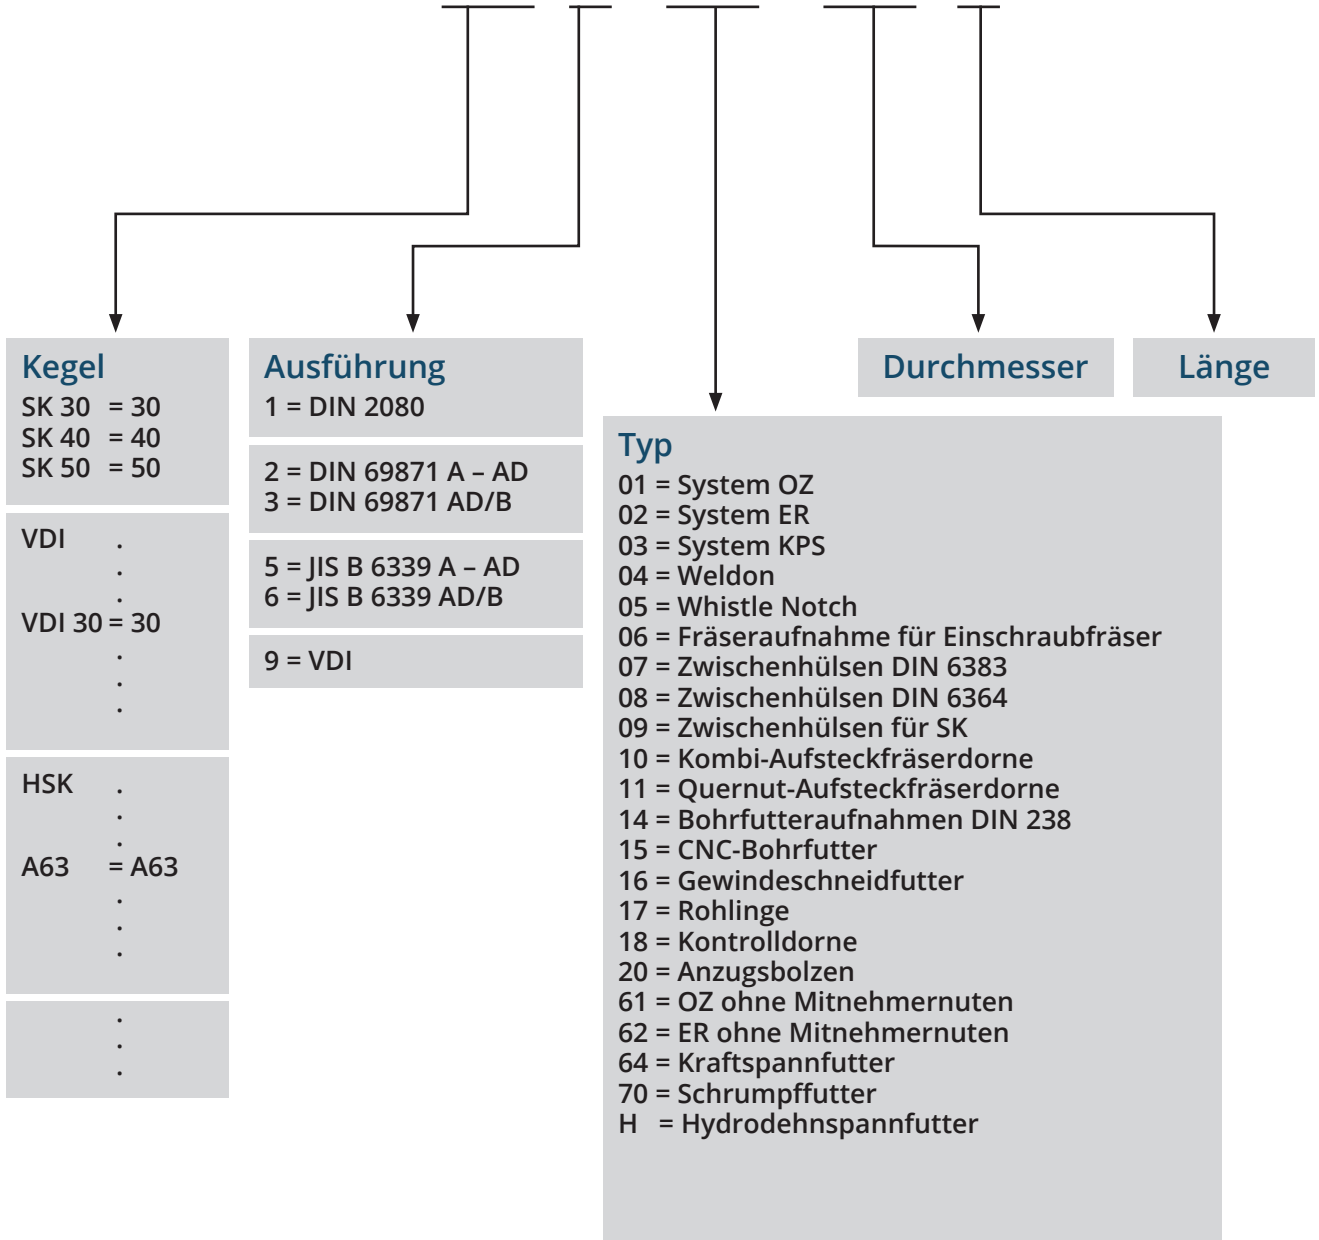 Kegel
SK 30 = 30
SK 40 = 40
SK 50 = 50
VDI .
.
.
VDI 30 = 30
.
.
.
HSK .
.
.
A63 = A63
.
.
.
.
.
.
Ausführung
1 = DIN 2080
2 = DIN 69871 A – AD
3 = DIN 69871 AD/B
5 = JIS B 6339 A – AD
6 = JIS B 6339 AD/B
9 = VDI
Typ
01 = System OZ
02 = System ER
03 = System KPS
04 = Weldon
05 = Whistle Notch
06 = Fräseraufnahme für Einschraubfräser
07 = Zwischenhülsen DIN 6383
08 = Zwischenhülsen DIN 6364
09 = Zwischenhülsen für SK
10 = Kombi-Aufsteckfräserdorne
11 = Quernut-Aufsteckfräserdorne
14 = Bohrfutteraufnahmen DIN 238
15 = CNC-Bohrfutter
16 = Gewindeschneidfutter
17 = Rohlinge
18 = Kontrolldorne
20 = Anzugsbolzen
61 = OZ ohne Mitnehmernuten
62 = ER ohne Mitnehmernuten
64 = Kraftspannfutter
70 = Schrumpffutter
H = Hydrodehnspannfutter
Durchmesser
Länge